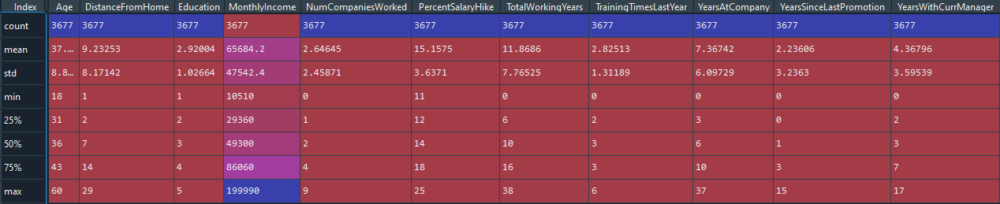 Index Age DistanceFromHome Education MonthlyIncome NumCompaniesWorked PercentSalaryHike TotalWorkingYears TrainingTimesLastYear YearsAtCompany YearsSinceLastPromotion YearsWithCurrManager
count 3677 3677 3677 3677 3677 3677 3677 3677 3677 3677 3677
mean 37.… 9.23253 2.92004 65684.2 2.64645 15.1575 11.8686 2.82513 7.36742 2.23606 4.36796
std 8.8… 8.17142 1.02664 47542.4 2.45871 3.6371 7.76525 1.31189 6.09729 3.2363 3.59539
min 18 1 1 10510 0 11 0 0 0 0 0
25% 31 2 2 29360 1 12 6 2 3 0 2
50% 36 7 3 49300 2 14 10 3 6 1 3
75% 43 14 4 86060 4 18 16 3 10 3 7
max 60 29 5 199990 9 25 38 6 37 15 17